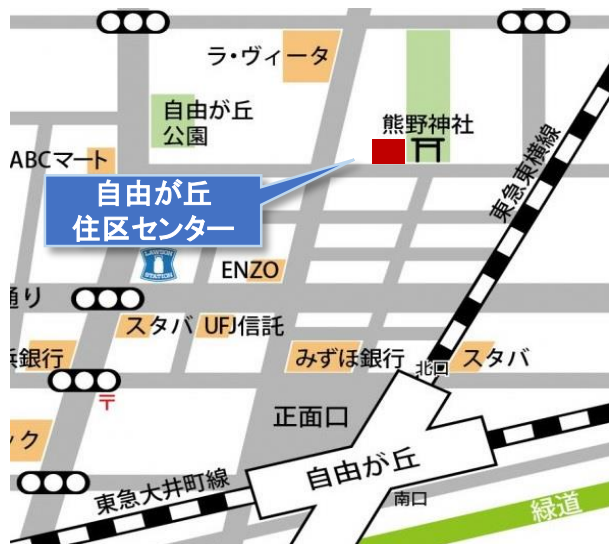 ラ・ヴィータ
自由が丘
公園
熊野神社
ABCマート
東急東横線
自由が丘
住区センター
LAWSON
STATION
ENZO
通り
スタバ
UFJ信託
浜銀行
みずほ銀行
スタバ
北口
〒
正面口
ック
自由が丘
東急大井町線
南口
緑道